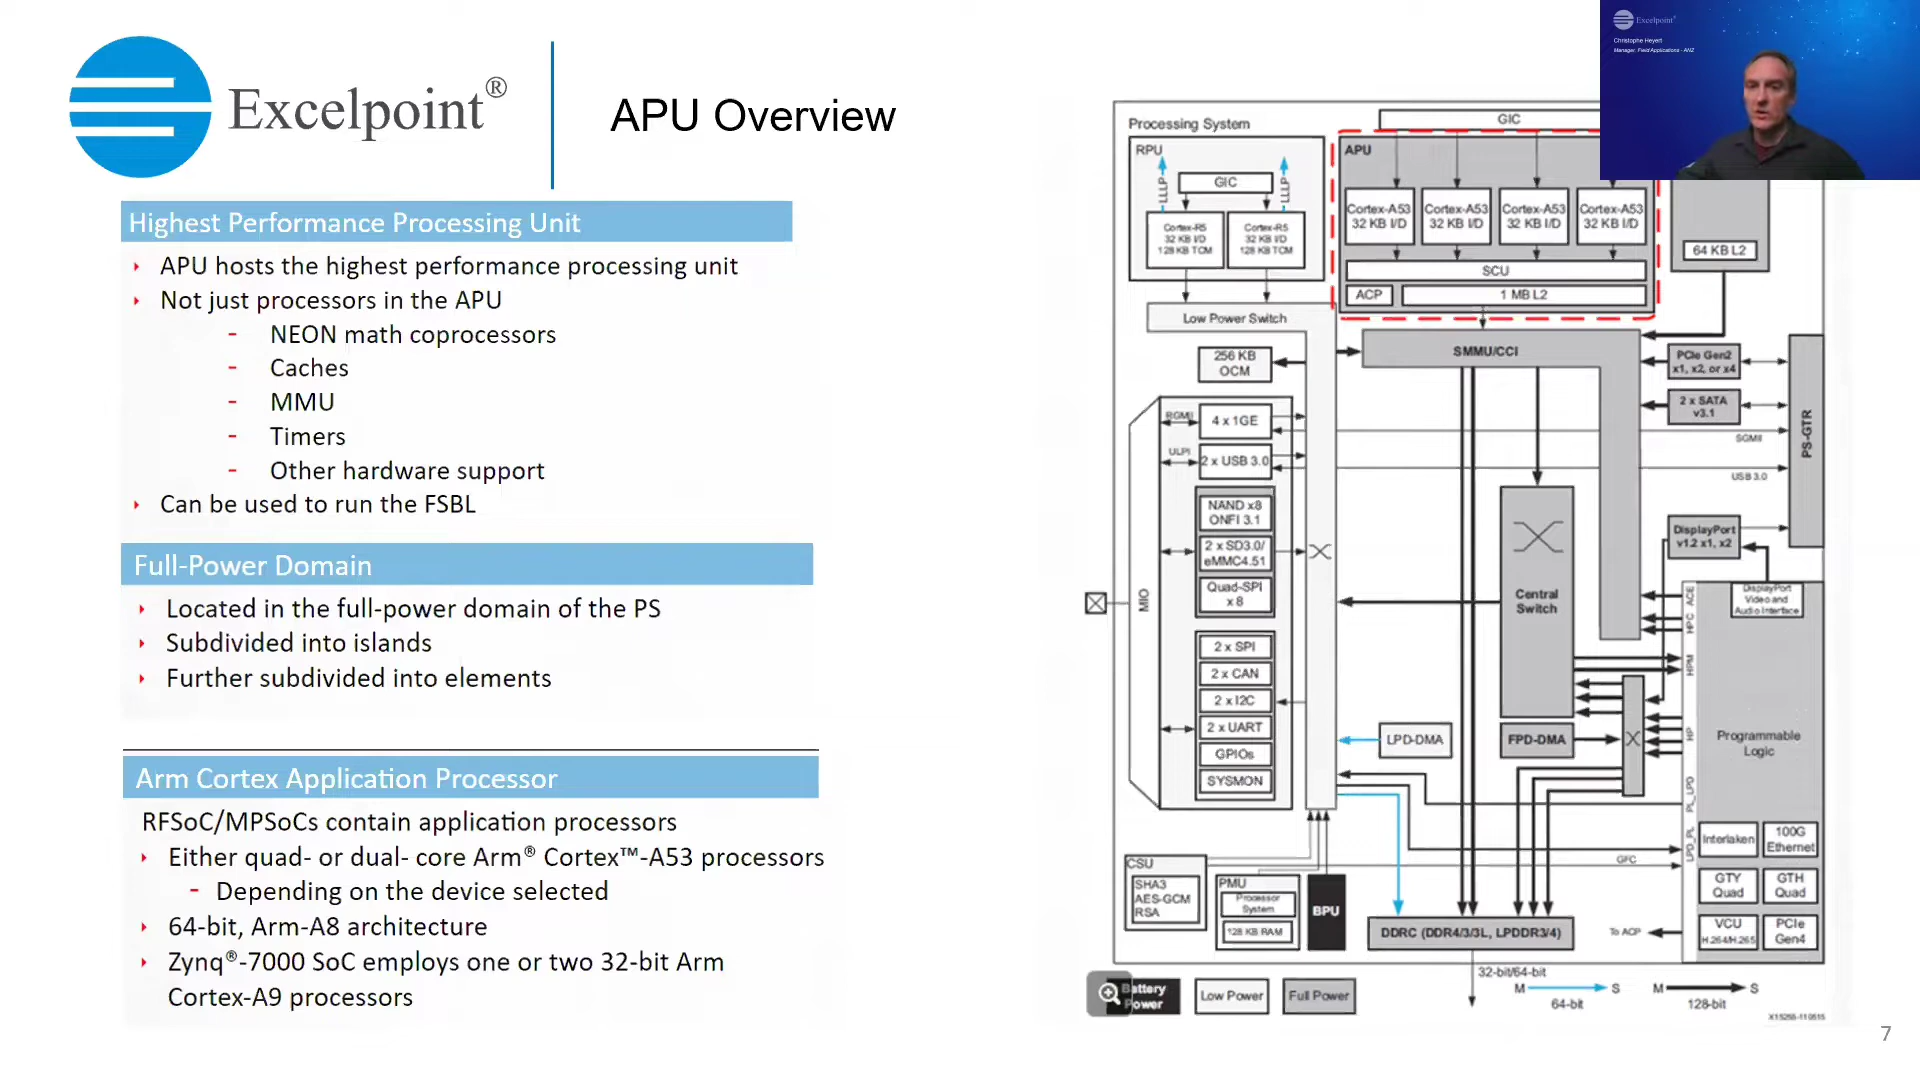 Excelpoint®
APU Overview
Excelpoint
Christophe Heyert
Manager, Field Applications - ANZ
Highest Performance Processing Unit
APU hosts the highest performance processing unit
Not just processors in the APU
- NEON math coprocessors
- Caches
- MMU
- Timers
- Other hardware support
Can be used to run the FSBL
Full-Power Domain
Located in the full-power domain of the PS
Subdivided into islands
Further subdivided into elements
Arm Cortex Application Processor
RFSoC/MPSoCs contain application processors
Either quad- or dual- core Arm® Cortex™-A53 processors
- Depending on the device selected
64-bit, Arm-A8 architecture
Zynq®-7000 SoC employs one or two 32-bit Arm
Cortex-A9 processors
Processing System
GIC
RPU
LLLP
GIC
LLLP
Cortex-R5
32 KB I/D
128 KB TCM
Cortex-R5
32 KB I/D
128 KB TCM
APU
Cortex-A53
32 KB I/D
Cortex-A53
32 KB I/D
Cortex-A53
32 KB I/D
Cortex-A53
32 KB I/D
SCU
ACP
1 MB L2
64 KB L2
Low Power Switch
256 KB
OCM
SMMU/CCI
PCIe Gen2
x1, x2, or x4
2 x SATA
v3.1
SGMII
USB 3.0
PS-GTR
RGMII
4 x 1GE
ULPI
2 x USB 3.0
NAND x8
ONFI 3.1
2 x SD3.0/
eMMC4.51
Quad-SPI
x 8
MIO
2 x SPI
2 x CAN
2 x I2C
2 x UART
GPIOs
SYSMON
Central
Switch
DisplayPort
v1.2 x1, x2
DisplayPort
Video and
Audio Interface
ACE
HPC
HPM
HP
PL_LPD
LPD_PL
LPD-DMA
FPD-DMA
Programmable
Logic
Interlaken
100G
Ethernet
GTY
Quad
GTH
Quad
VCU
H.264/H.265
PCIe
Gen4
GFC
To ACP
CSU
SHA3
AES-GCM
RSA
PMU
Processor
System
128 KB RAM
BPU
DDRC (DDR4/3/3L, LPDDR3/4)
32-bit/64-bit
Battery
Power
Low Power
Full Power
M
S
64-bit
M
S
128-bit
7